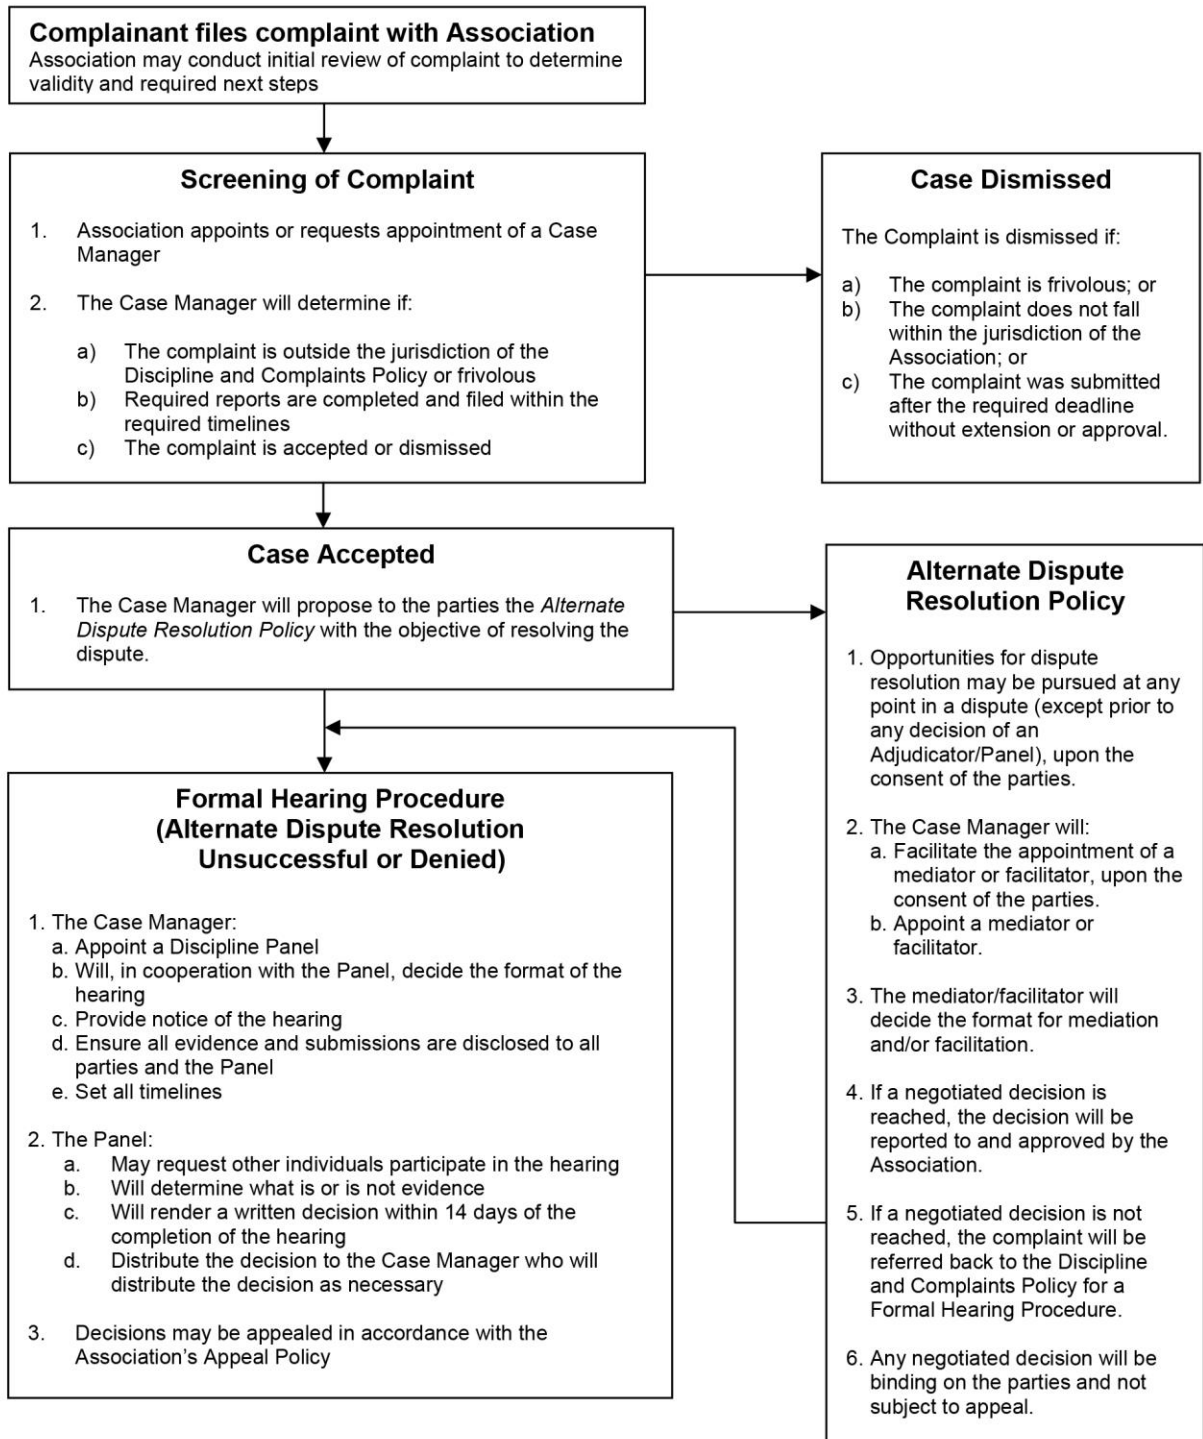 Complainant files complaint with Association
Association may conduct initial review of complaint to determine
validity and required next steps
Screening of Complaint
1. Association appoints or requests appointment of a Case
Manager
2. The Case Manager will determine if:
a) The complaint is outside the jurisdiction of the
Discipline and Complaints Policy or frivolous
b) Required reports are completed and filed within the
required timelines
c) The complaint is accepted or dismissed
Case Dismissed
The Complaint is dismissed if:
a) The complaint is frivolous; or
b) The complaint does not fall
within the jurisdiction of the
Association; or
c) The complaint was submitted
after the required deadline
without extension or approval.
Case Accepted
1. The Case Manager will propose to the parties the Alternate
Dispute Resolution Policy with the objective of resolving the
dispute.
Alternate Dispute
Resolution Policy
1. Opportunities for dispute
resolution may be pursued at any
point in a dispute (except prior to
any decision of an
Adjudicator/Panel), upon the
consent of the parties.
2. The Case Manager will:
a. Facilitate the appointment of a
mediator or facilitator, upon the
consent of the parties.
b. Appoint a mediator or
facilitator.
3. The mediator/facilitator will
decide the format for mediation
and/or facilitation.
4. If a negotiated decision is
reached, the decision will be
reported to and approved by the
Association.
5. If a negotiated decision is not
reached, the complaint will be
referred back to the Discipline
and Complaints Policy for a
Formal Hearing Procedure.
6. Any negotiated decision will be
binding on the parties and not
subject to appeal.
Formal Hearing Procedure
(Alternate Dispute Resolution
Unsuccessful or Denied)
1. The Case Manager:
a. Appoint a Discipline Panel
b. Will, in cooperation with the Panel, decide the format of the
hearing
c. Provide notice of the hearing
d. Ensure all evidence and submissions are disclosed to all
parties and the Panel
e. Set all timelines
2. The Panel:
a. May request other individuals participate in the hearing
b. Will determine what is or is not evidence
c. Will render a written decision within 14 days of the
completion of the hearing
d. Distribute the decision to the Case Manager who will
distribute the decision as necessary
3. Decisions may be appealed in accordance with the
Association's Appeal Policy